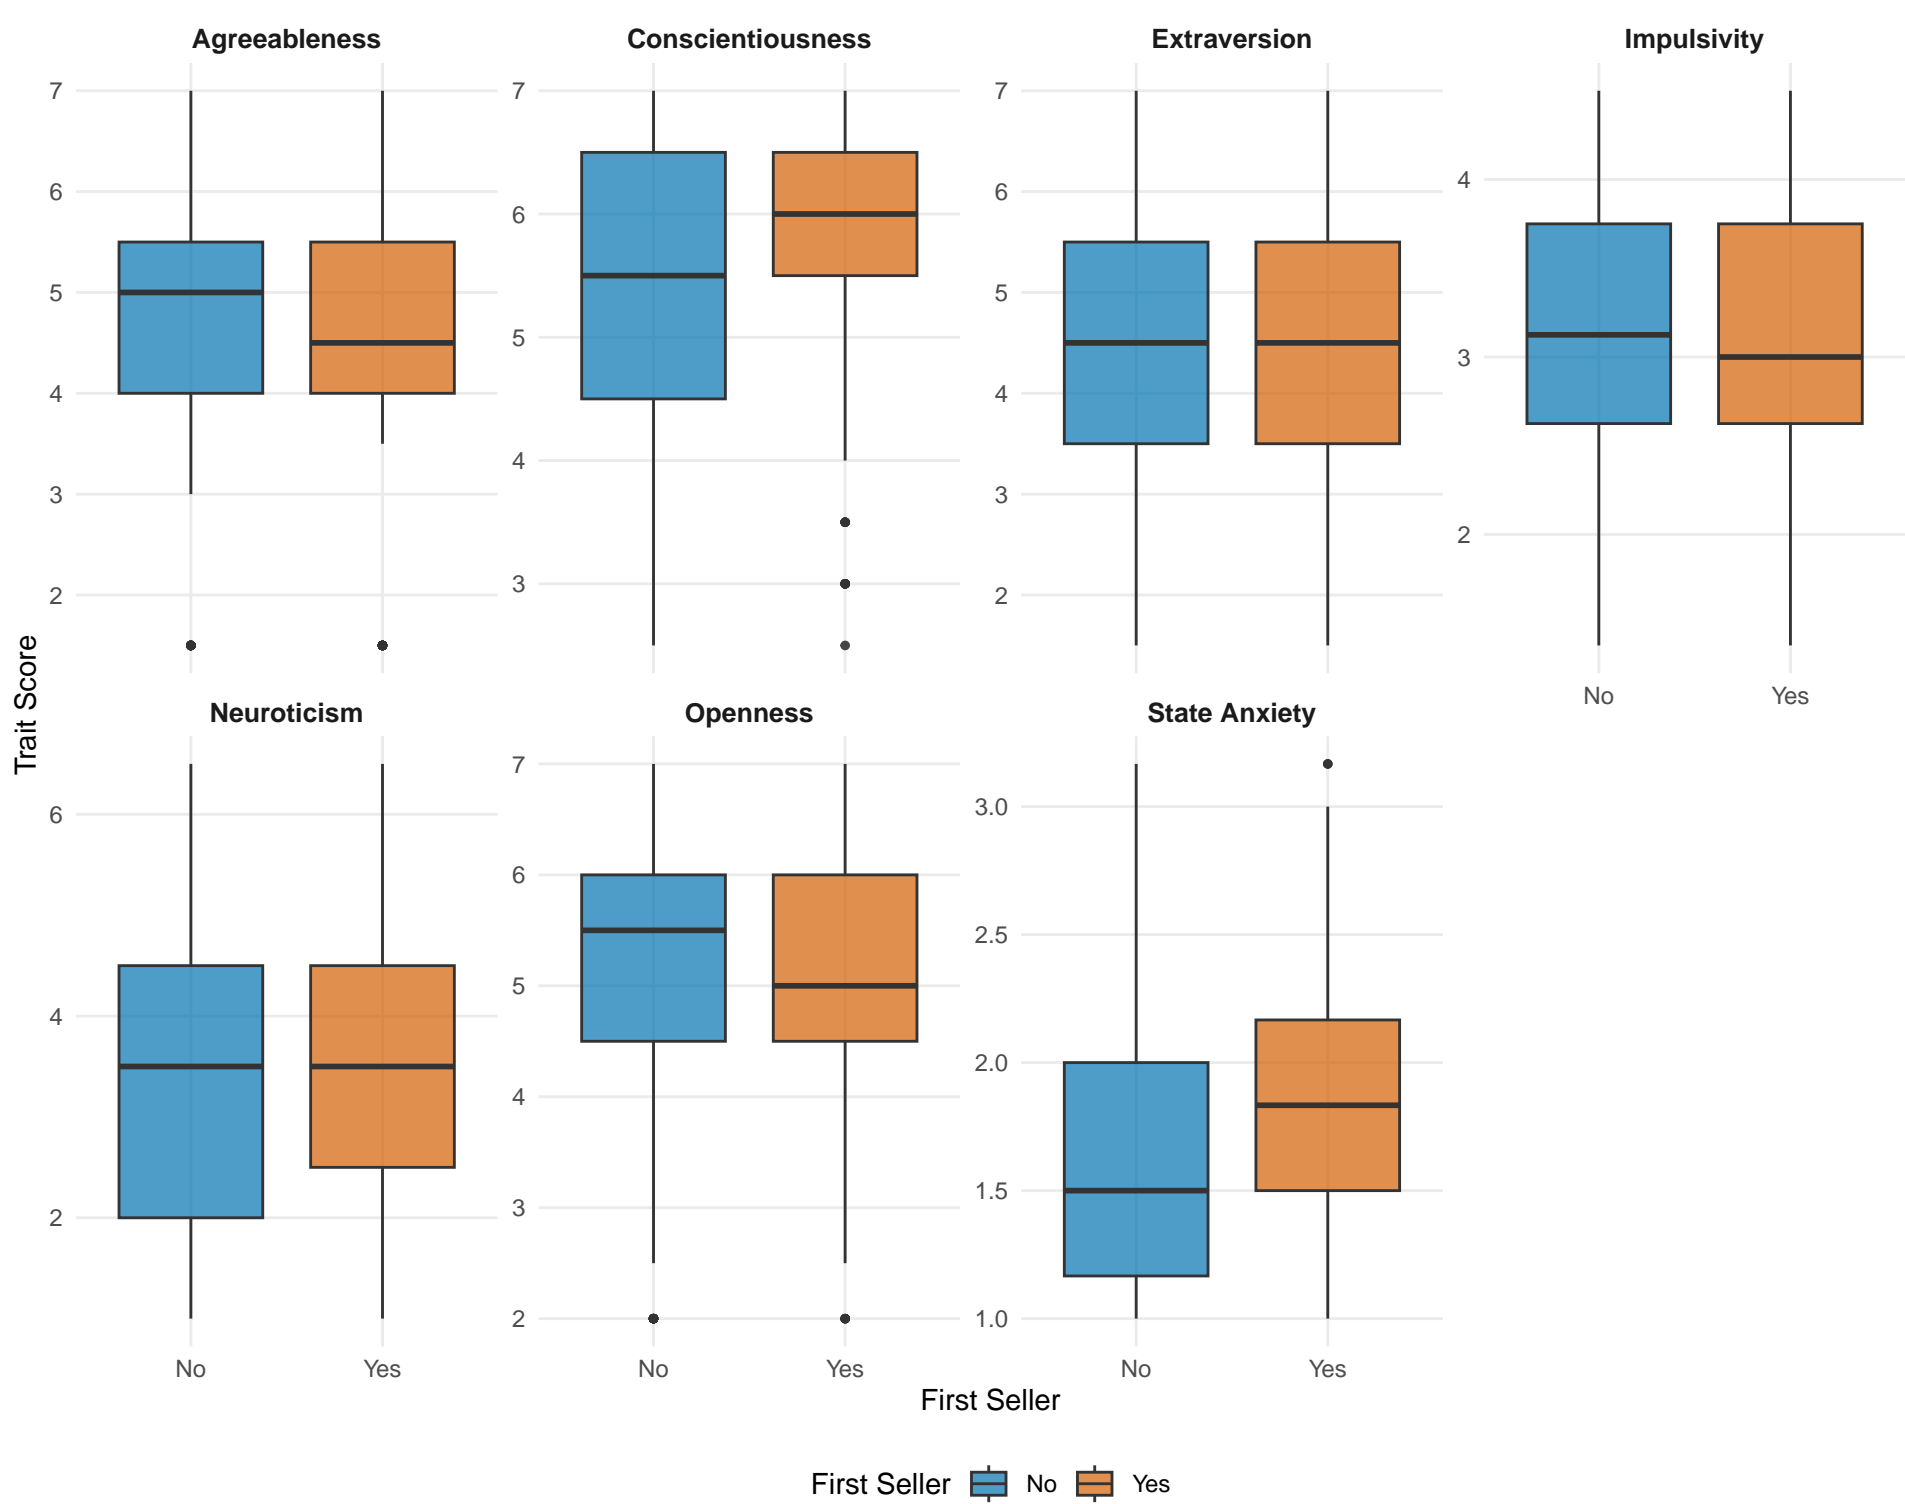 Agreeableness Conscientiousness Extraversion Impulsivity
7 7 7
6 6 6 4
6
5 5 5
5 3
4 4 4
3 3 2
3
2 2
No Yes
Trait Score
Neuroticism Openness State Anxiety
7
6 6 3.0
5 2.5
4 4 2.0
3 1.5
2 2 1.0
No Yes No Yes No Yes
First Seller
First Seller No Yes